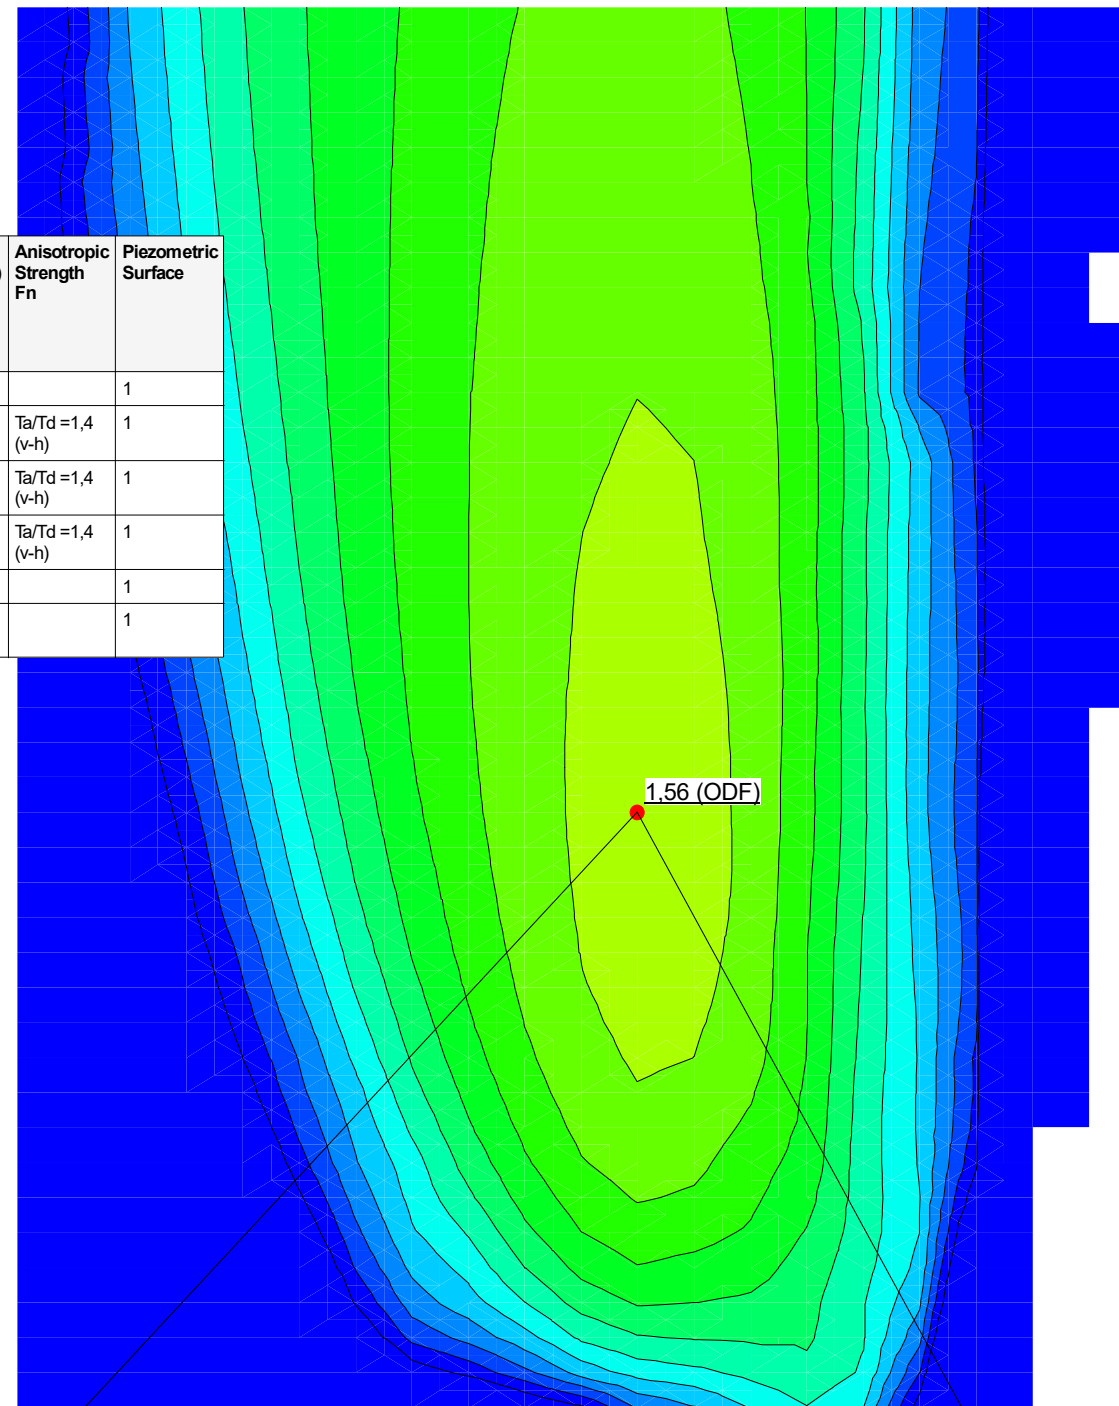 )
Anisotropic
Strength
Fn
Piezometric
Surface
1
Ta/Td =1,4
(v-h)
1
Ta/Td =1,4
(v-h)
1
Ta/Td =1,4
(v-h)
1
1
1
1,56 (ODF)